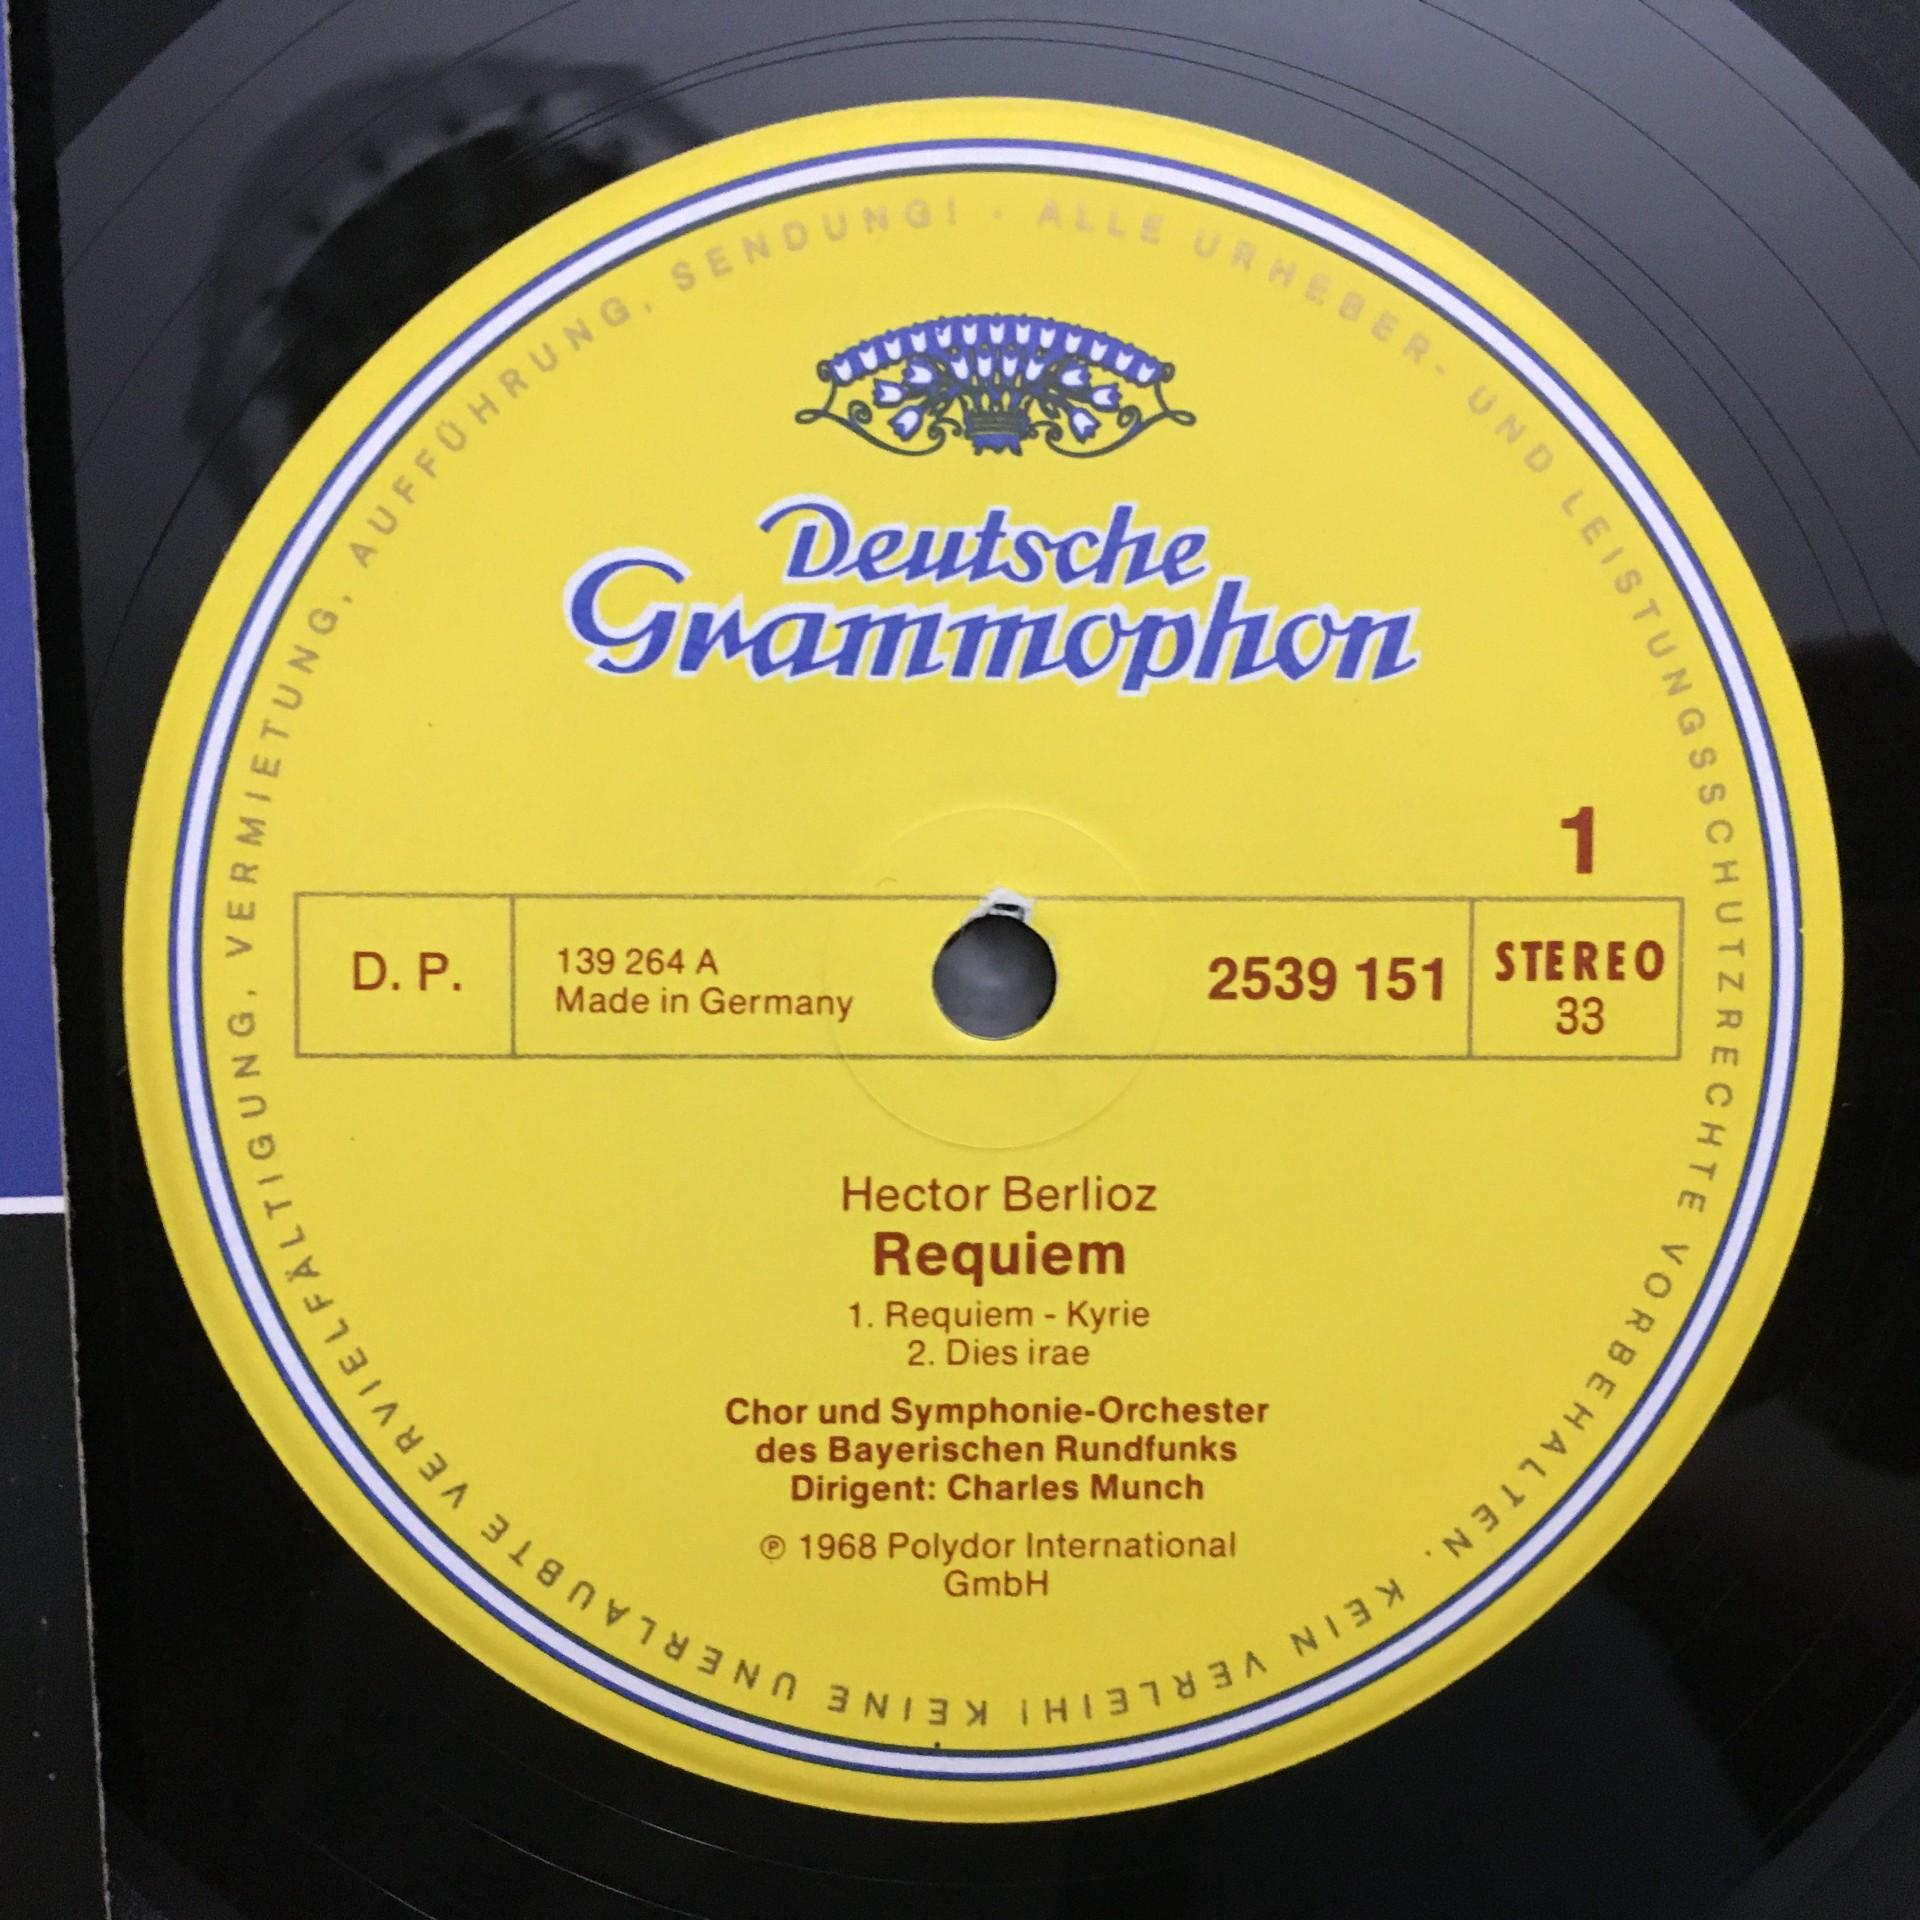 Deutsche
Grammophon
1
D. P.
139 264 A
Made in Germany
2539 151
STEREO
33
Hector Berlioz
Requiem
1. Requiem - Kyrie
2. Dies irae
Chor und Symphonie-Orchester
des Bayerischen Rundfunks
Dirigent: Charles Munch
℗ 1968 Polydor International
GmbH
ALLE URHEBER- UND LEISTUNGSSCHUTZRECHTE VORBEHALTEN. KEIN VERLEIH! KEINE UNERLAUBTE VERVIELFÄLTIGUNG, VERMIETUNG, AUFFÜHRUNG, SENDUNG! ·